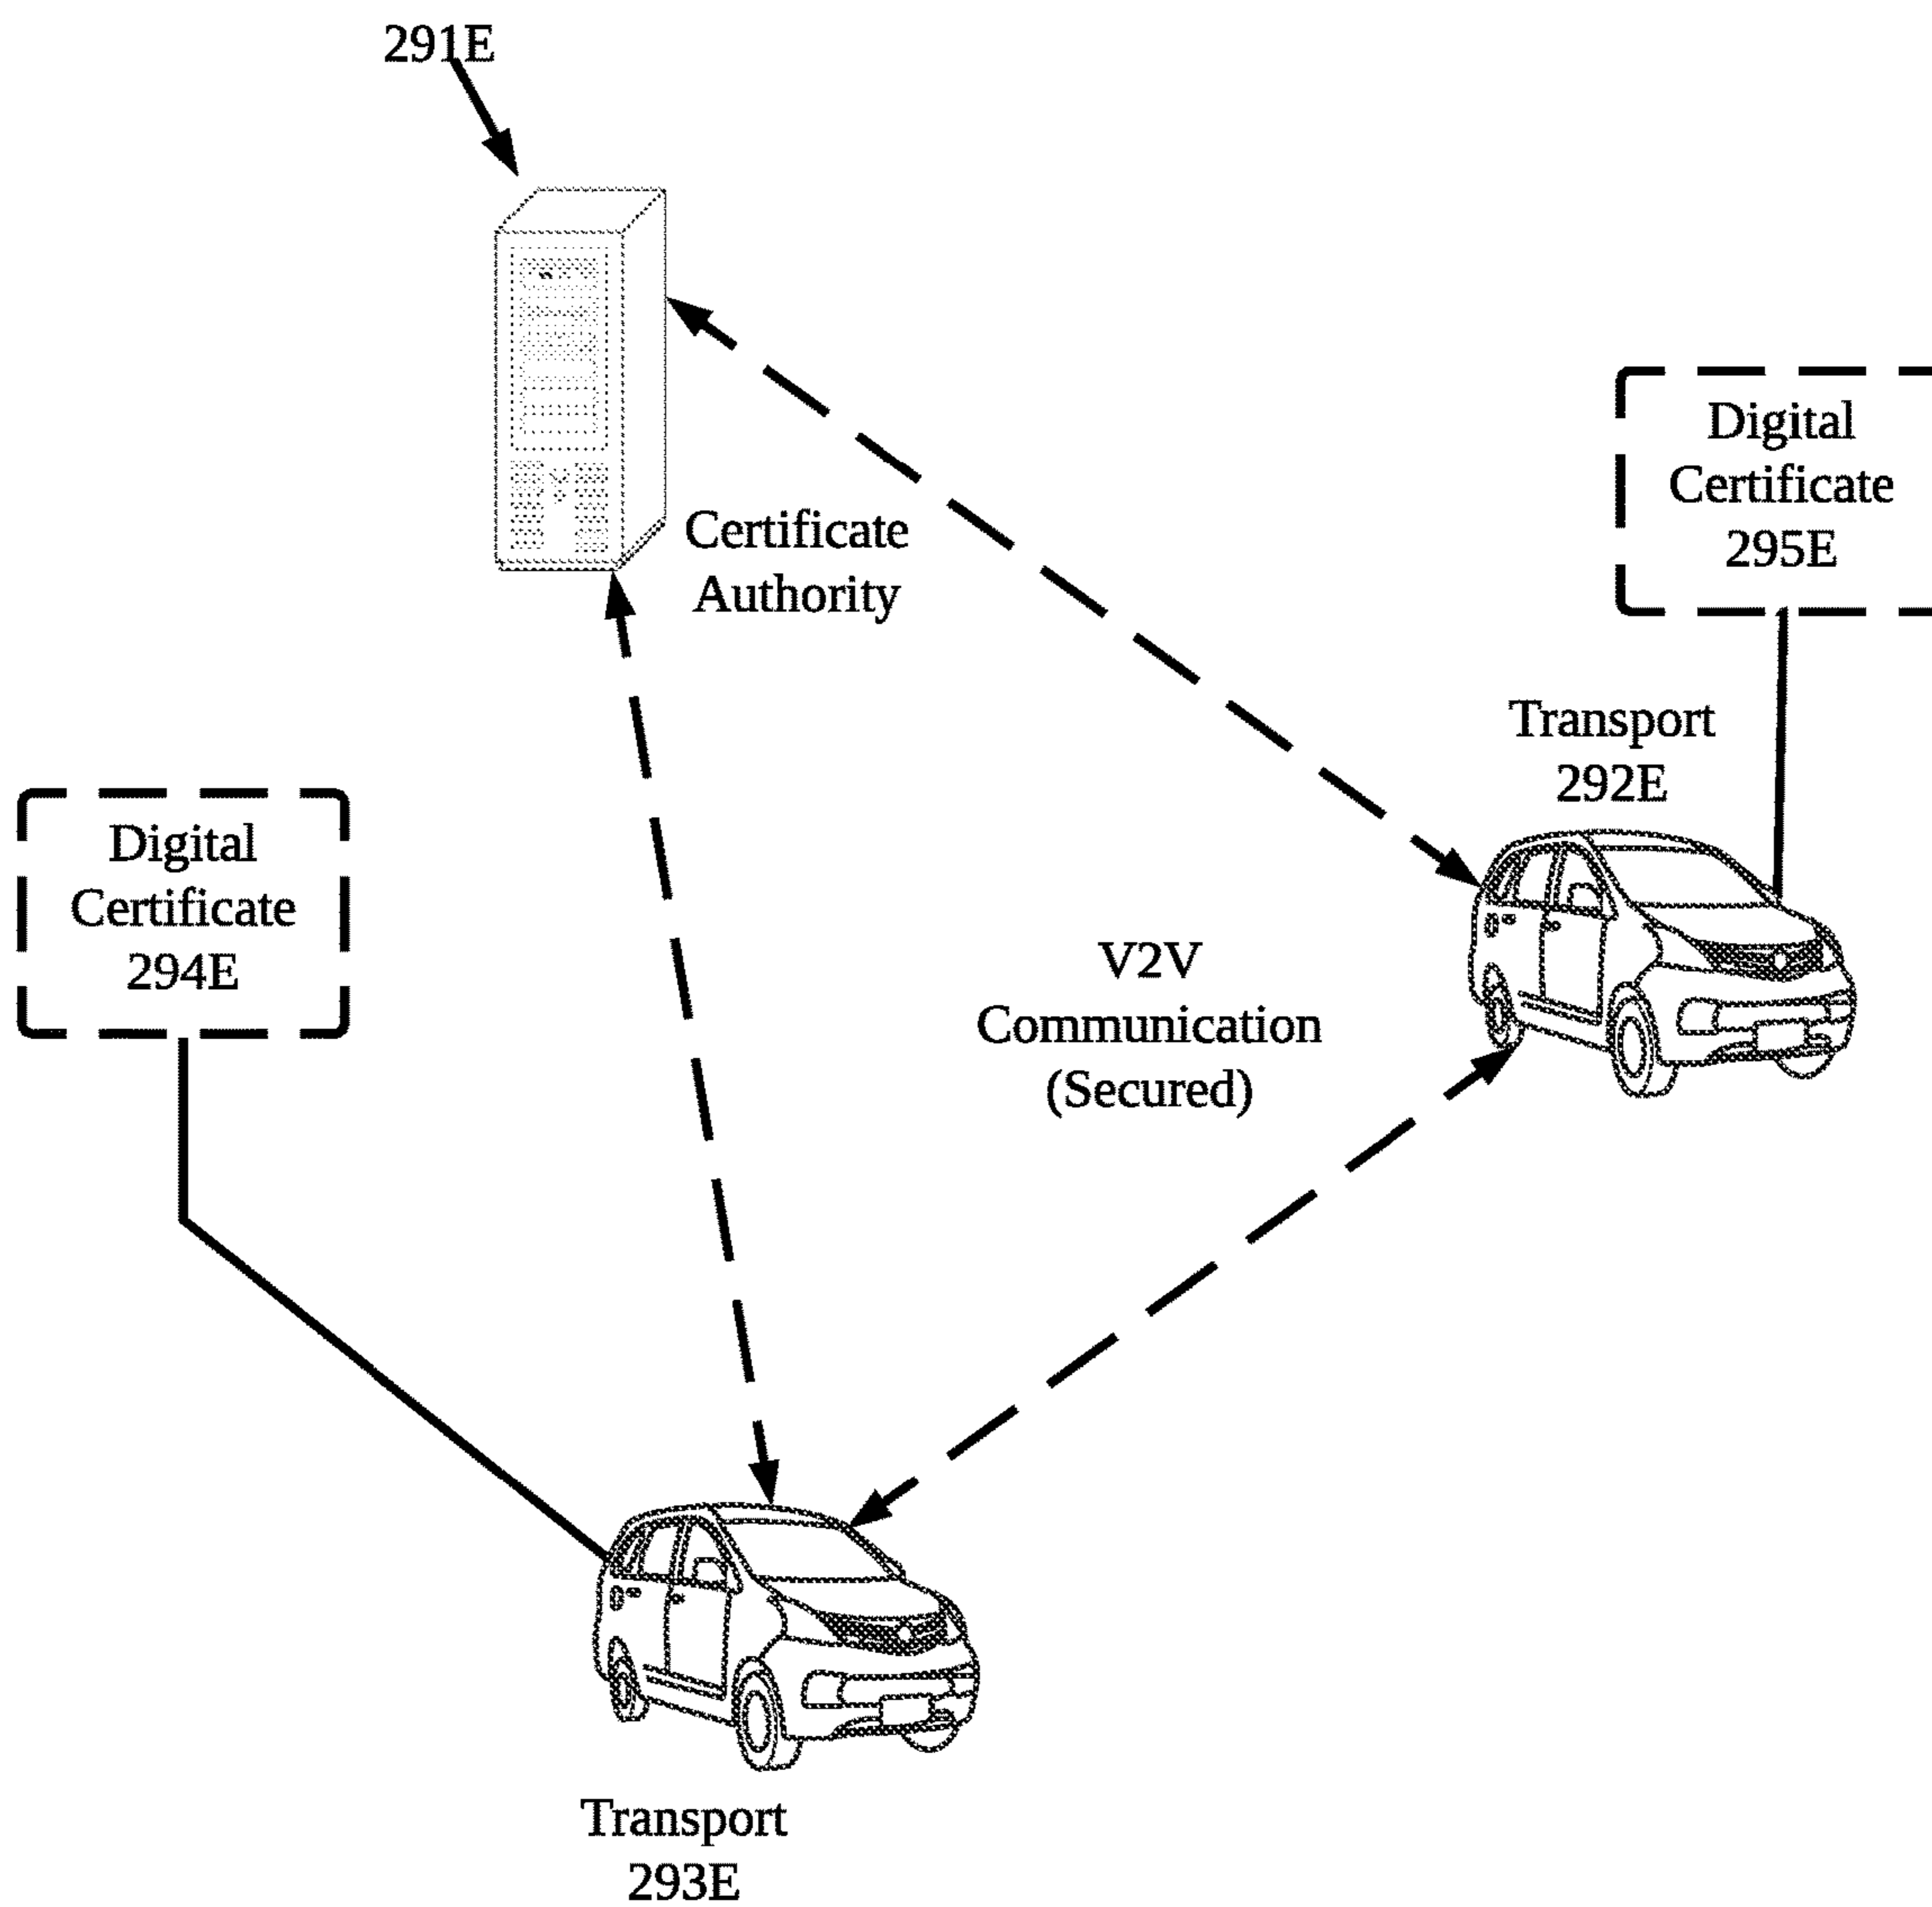 291E
Certificate
Authority
Digital
Certificate
295E
Transport
292E
Digital
Certificate
294E
V2V
Communication
(Secured)
Transport
293E